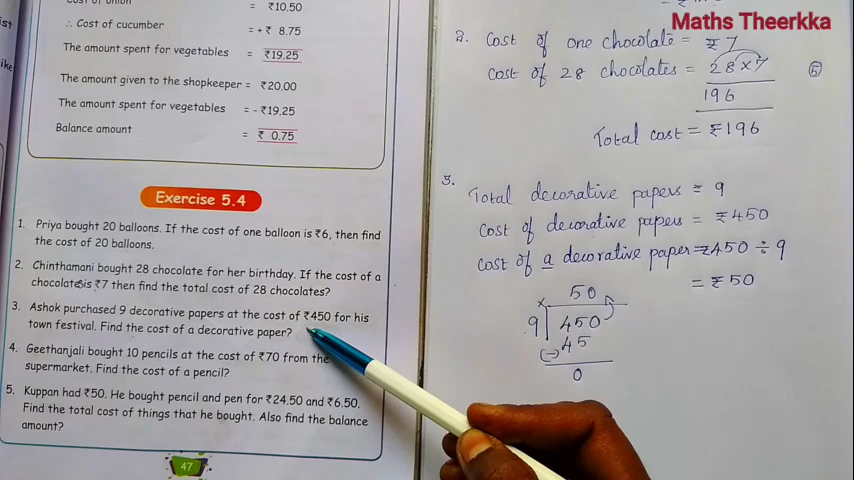 Maths Theerkka
= ₹10.50
∴ Cost of cucumber = + ₹ 8.75
The amount spent for vegetables = ₹19.25
The amount given to the shopkeeper = ₹20.00
The amount spent for vegetables = - ₹19.25
Balance amount = ₹ 0.75
Exercise 5.4
1. Priya bought 20 balloons. If the cost of one balloon is ₹6, then find
the cost of 20 balloons.
2. Chinthamani bought 28 chocolate for her birthday. If the cost of a
chocolate is ₹7 then find the total cost of 28 chocolates?
3. Ashok purchased 9 decorative papers at the cost of ₹450 for his
town festival. Find the cost of a decorative paper?
4. Geethanjali bought 10 pencils at the cost of ₹70 from the
supermarket. Find the cost of a pencil?
5. Kuppan had ₹50. He bought pencil and pen for ₹24.50 and ₹6.50.
Find the total cost of things that he bought. Also find the balance
amount?
47
2. Cost of one chocolate = ₹7
Cost of 28 chocolates = 28 × 7
5
196
Total cost = ₹196
3.
Total decorative papers = 9
Cost of decorative papers = ₹450
Cost of a decorative paper = ₹450 ÷ 9
= ₹50
× 50
9 450
(-) 45
0